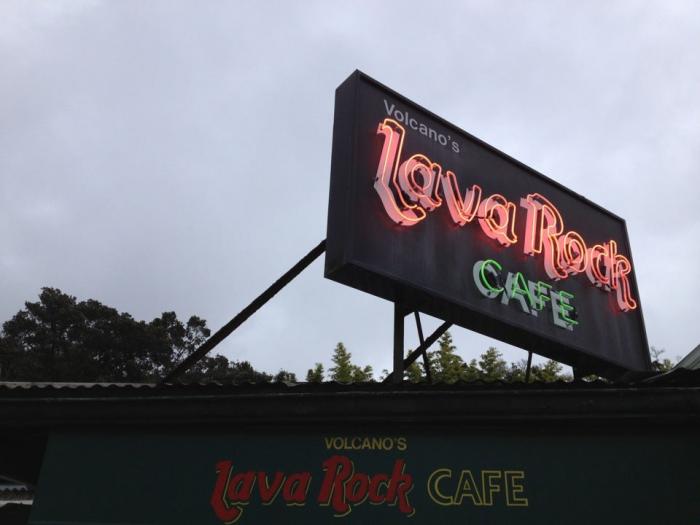 Volcano's
Lava Rock
CAFE
VOLCANO'S
Lava Rock CAFE